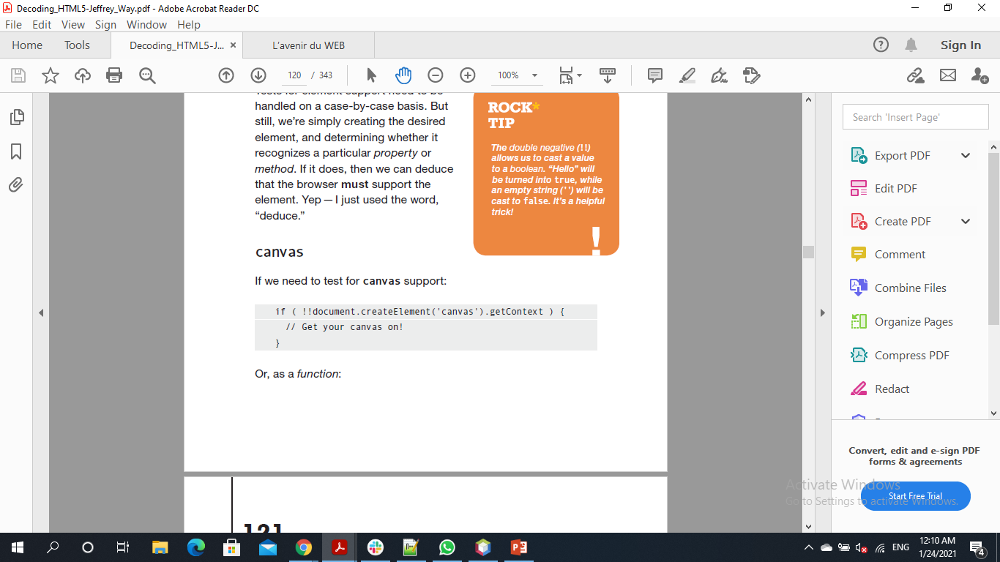 Decoding_HTML5-Jeffrey_Way.pdf - Adobe Acrobat Reader DC
File Edit View Sign Window Help
Home Tools Decoding_HTML5-J... × L'avenir du WEB Sign In
120 / 343 100%
handled on a case-by-case basis. But
still, we’re simply creating the desired
element, and determining whether it
recognizes a particular property or
method. If it does, then we can deduce
that the browser must support the
element. Yep — I just used the word,
“deduce.”
ROCK*
TIP
The double negative (!!)
allows us to cast a value
to a boolean. “Hello” will
be turned into true, while
an empty string ('') will be
cast to false. It’s a helpful
trick!
!
canvas
If we need to test for canvas support:
if ( !!document.createElement('canvas').getContext ) {
// Get your canvas on!
}
Or, as a function:
121
Search 'Insert Page'
Export PDF
Edit PDF
Create PDF
Comment
Combine Files
Organize Pages
Compress PDF
Redact
Convert, edit and e-sign PDF
forms & agreements
Activate Windows
Go to Settings to activate Windows.
Start Free Trial
ENG
12:10 AM
1/24/2021
4